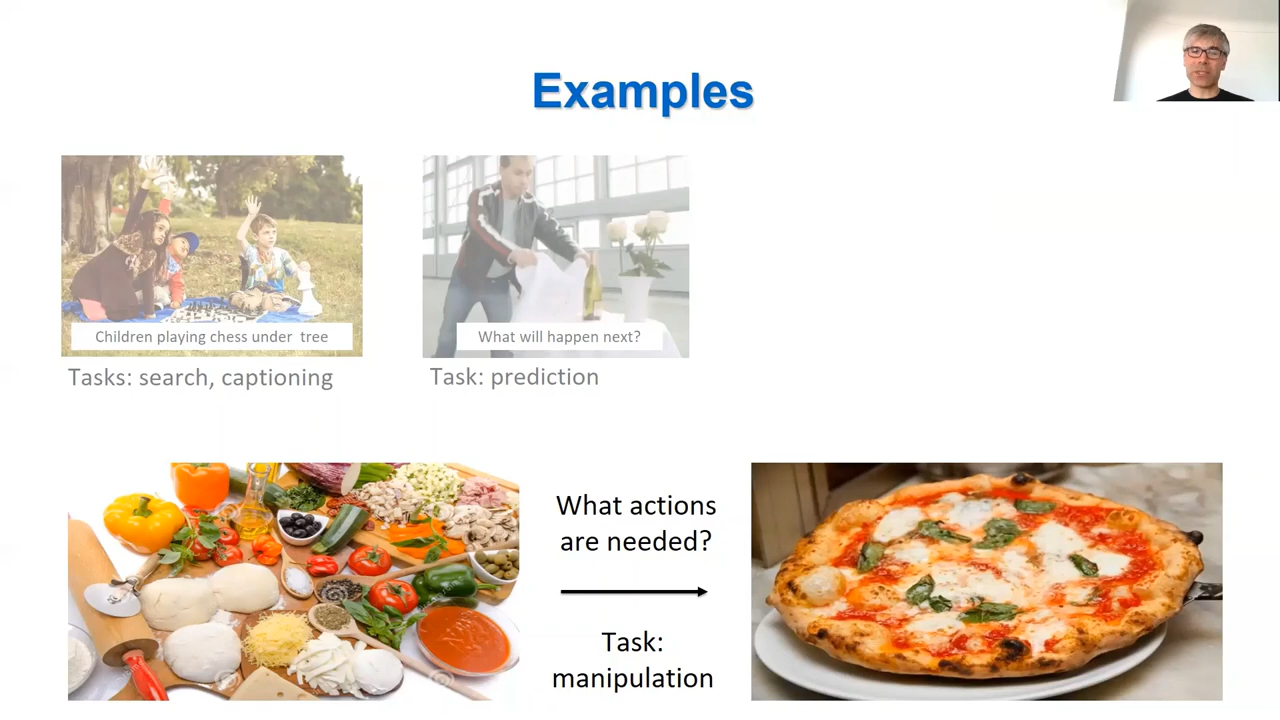 Examples
Children playing chess under  tree
What will happen next?
Tasks: search, captioning
Task: prediction
What actions
are needed?
Task:
manipulation